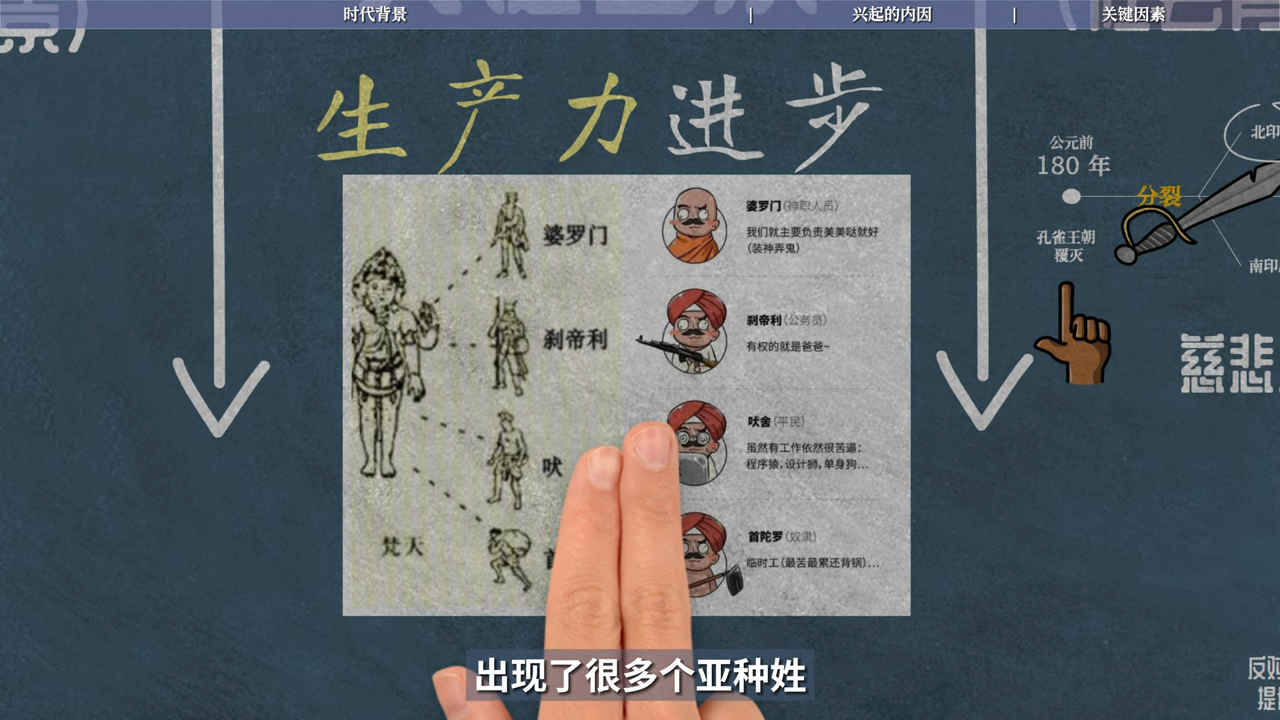 时代背景 | 兴起的内因 | 关键因素
景）
生产力进步
婆罗门
刹帝利
吠
梵天
婆罗门(神职人员)
我们就主要负责美美哒就好
(装神弄鬼)
刹帝利(公务员)
有权的就是爸爸~
吠舍(平民)
虽然有工作依然很苦逼：
程序猿,设计狮,单身狗...
首陀罗(奴隶)
临时工(最苦最累还背锅)...
公元前
180 年
分裂
孔雀王朝
覆灭
北印
南印
慈悲
反对
出现了很多个亚种姓